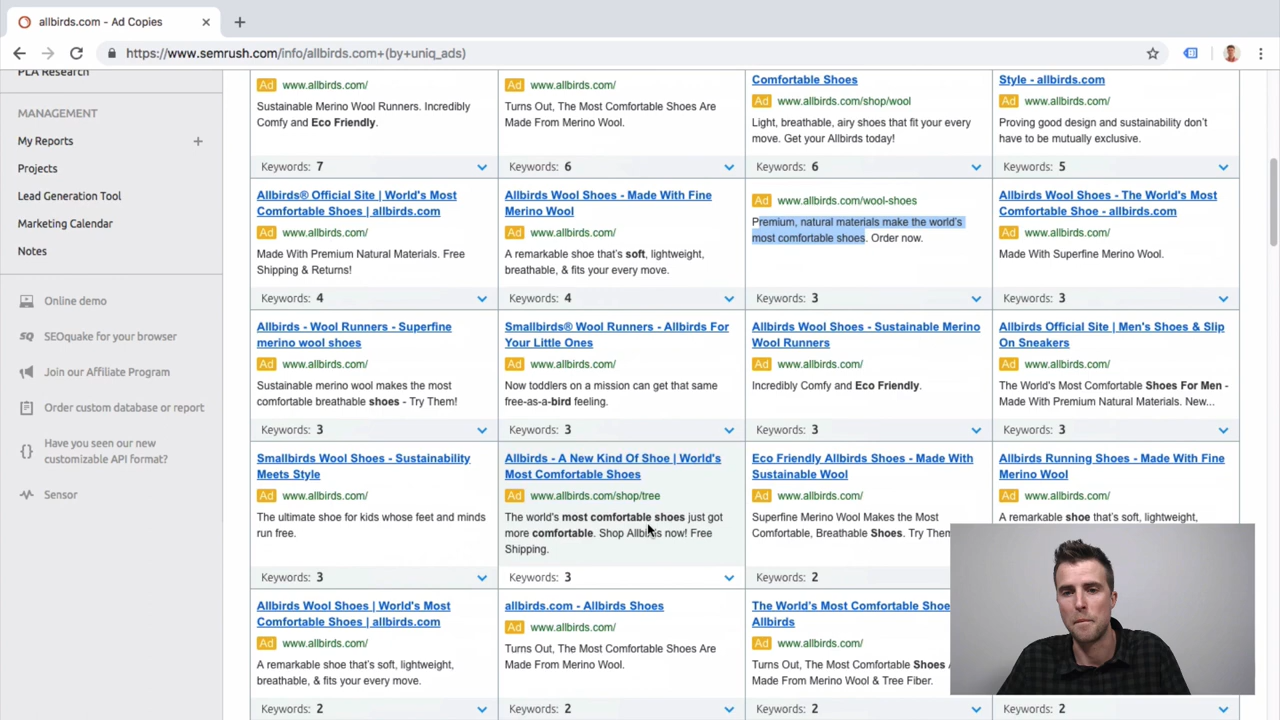 allbirds.com - Ad Copies
https://www.semrush.com/info/allbirds.com+(by+uniq_ads)
PLA Research
MANAGEMENT
My Reports
Projects
Lead Generation Tool
Marketing Calendar
Notes
Online demo
SEOquake for your browser
Join our Affiliate Program
Order custom database or report
Have you seen our new
customizable API format?
Sensor
Ad www.allbirds.com/
Sustainable Merino Wool Runners. Incredibly
Comfy and Eco Friendly.
Keywords: 7
Ad www.allbirds.com/
Turns Out, The Most Comfortable Shoes Are
Made From Merino Wool.
Keywords: 6
Comfortable Shoes
Ad www.allbirds.com/shop/wool
Light, breathable, airy shoes that fit your every
move. Get your Allbirds today!
Keywords: 6
Style - allbirds.com
Ad www.allbirds.com/
Proving good design and sustainability don't
have to be mutually exclusive.
Keywords: 5
Allbirds® Official Site | World's Most
Comfortable Shoes | allbirds.com
Ad www.allbirds.com/
Made With Premium Natural Materials. Free
Shipping & Returns!
Keywords: 4
Allbirds Wool Shoes - Made With Fine
Merino Wool
Ad www.allbirds.com/
A remarkable shoe that's soft, lightweight,
breathable, & fits your every move.
Keywords: 4
Ad www.allbirds.com/wool-shoes
Premium, natural materials make the world's
most comfortable shoes. Order now.
Keywords: 3
Allbirds Wool Shoes - The World's Most
Comfortable Shoe - allbirds.com
Ad www.allbirds.com/
Made With Superfine Merino Wool.
Keywords: 3
Allbirds - Wool Runners - Superfine
merino wool shoes
Ad www.allbirds.com/
Sustainable merino wool makes the most
comfortable breathable shoes - Try Them!
Keywords: 3
Smallbirds® Wool Runners - Allbirds For
Your Little Ones
Ad www.allbirds.com/
Now toddlers on a mission can get that same
free-as-a-bird feeling.
Keywords: 3
Allbirds Wool Shoes - Sustainable Merino
Wool Runners
Ad www.allbirds.com/
Incredibly Comfy and Eco Friendly.
Keywords: 3
Allbirds Official Site | Men's Shoes & Slip
On Sneakers
Ad www.allbirds.com/
The World's Most Comfortable Shoes For Men -
Made With Premium Natural Materials. New...
Keywords: 3
Smallbirds Wool Shoes - Sustainability
Meets Style
Ad www.allbirds.com/
The ultimate shoe for kids whose feet and minds
run free.
Keywords: 3
Allbirds - A New Kind Of Shoe | World's
Most Comfortable Shoes
Ad www.allbirds.com/shop/tree
The world's most comfortable shoes just got
more comfortable. Shop Allbirds now! Free
Shipping.
Keywords: 3
Eco Friendly Allbirds Shoes - Made With
Sustainable Wool
Ad www.allbirds.com/
Superfine Merino Wool Makes the Most
Comfortable, Breathable Shoes. Try Them
Keywords: 2
Allbirds Running Shoes - Made With Fine
Merino Wool
Ad www.allbirds.com/
A remarkable shoe that's soft, lightweight,
Allbirds Wool Shoes | World's Most
Comfortable Shoes | allbirds.com
Ad www.allbirds.com/
A remarkable shoe that's soft, lightweight,
breathable, & fits your every move.
Keywords: 2
allbirds.com - Allbirds Shoes
Ad www.allbirds.com/
Turns Out, The Most Comfortable Shoes Are
Made From Merino Wool.
Keywords: 2
The World's Most Comfortable Shoe
Allbirds
Ad www.allbirds.com/
Turns Out, The Most Comfortable Shoes
Made From Merino Wool & Tree Fiber.
Keywords: 2
Keywords: 2